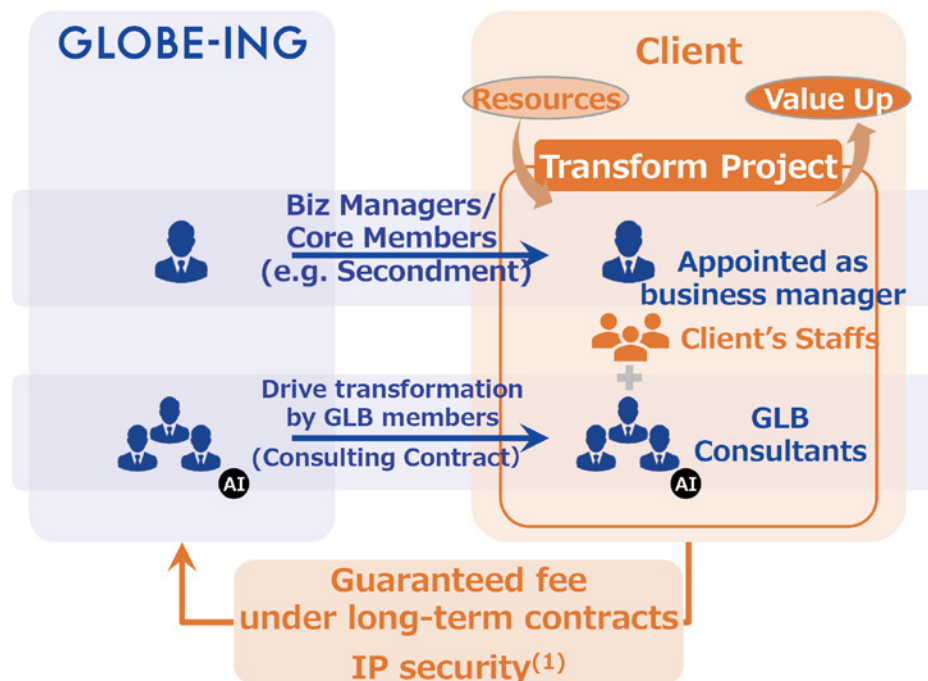 GLOBE-ING
Client
Resources
Value Up
Transform Project
Biz Managers/
Core Members
(e.g. Secondment)
Appointed as
business manager
Client's Staffs
Drive transformation
by GLB members
(Consulting Contract)
GLB
Consultants
AI
AI
Guaranteed fee
under long-term contracts
IP security(1)